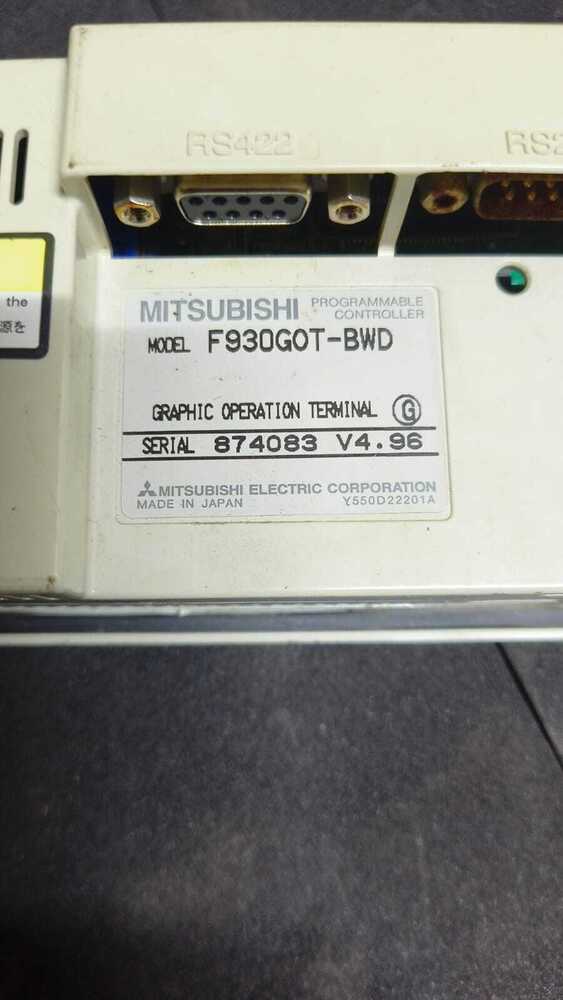 RS422
RS2
the
源を
MITSUBISHI PROGRAMMABLE CONTROLLER
MODEL F930GOT-BWD
GRAPHIC OPERATION TERMINAL G
SERIAL 874083 V4.96
MITSUBISHI ELECTRIC CORPORATION
MADE IN JAPAN Y550D22201A